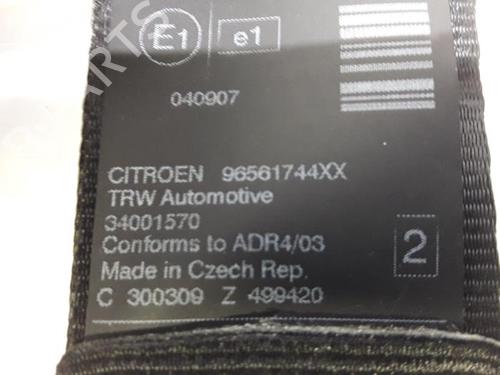 E1 e1
040907
CITROEN 96561744XX
TRW Automotive
34001570
Conforms to ADR4/03
2
Made in Czech Rep.
C 300309 Z 499420